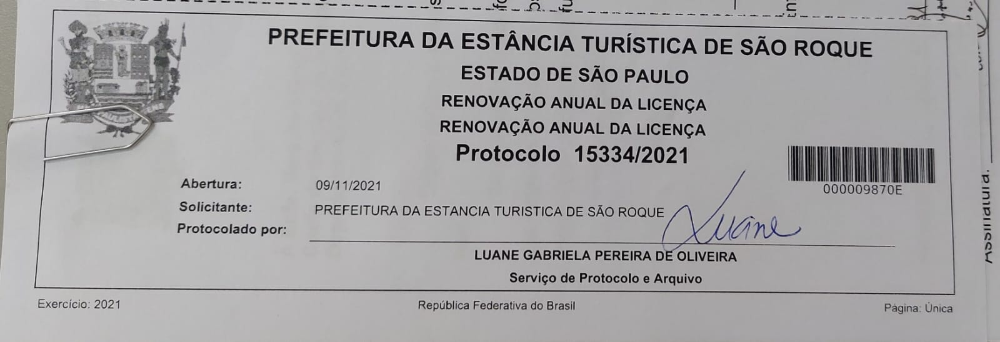 PREFEITURA DA ESTÂNCIA TURÍSTICA DE SÃO ROQUE
ESTADO DE SÃO PAULO
RENOVAÇÃO ANUAL DA LICENÇA
RENOVAÇÃO ANUAL DA LICENÇA
Protocolo 15334/2021
000009870E
Abertura: 09/11/2021
Solicitante: PREFEITURA DA ESTANCIA TURISTICA DE SÃO ROQUE
Protocolado por: Luane
LUANE GABRIELA PEREIRA DE OLIVEIRA
Serviço de Protocolo e Arquivo
Exercício: 2021 República Federativa do Brasil Página: Única
Assinatura: